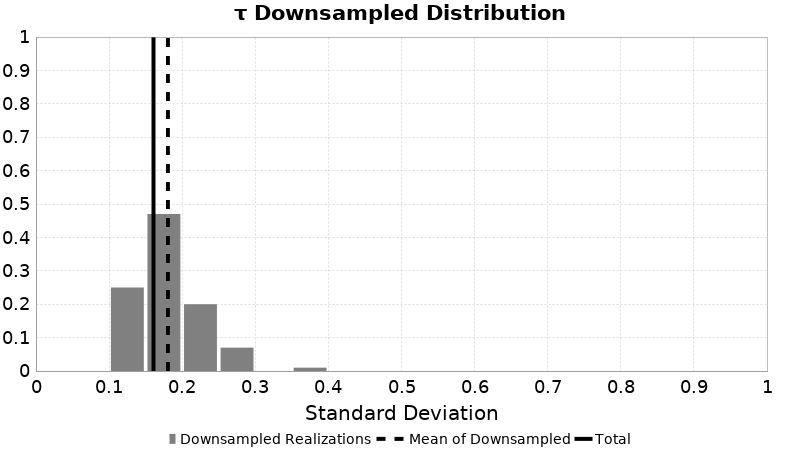 τ Downsampled Distribution
1
0.9
0.8
0.7
0.6
0.5
0.4
0.3
0.2
0.1
0
0 0.1 0.2 0.3 0.4 0.5 0.6 0.7 0.8 0.9 1
Standard Deviation
Downsampled Realizations Mean of Downsampled Total